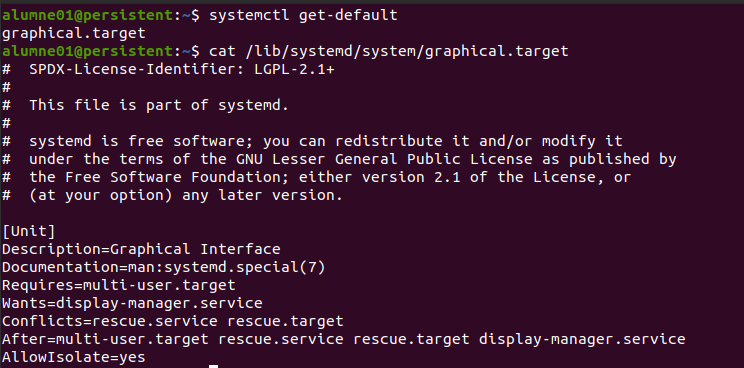 alumne01@persistent:~$ systemctl get-default
graphical.target
alumne01@persistent:~$ cat /lib/systemd/system/graphical.target
#  SPDX-License-Identifier: LGPL-2.1+
#
#  This file is part of systemd.
#
#  systemd is free software; you can redistribute it and/or modify it
#  under the terms of the GNU Lesser General Public License as published by
#  the Free Software Foundation; either version 2.1 of the License, or
#  (at your option) any later version.

[Unit]
Description=Graphical Interface
Documentation=man:systemd.special(7)
Requires=multi-user.target
Wants=display-manager.service
Conflicts=rescue.service rescue.target
After=multi-user.target rescue.service rescue.target display-manager.service
AllowIsolate=yes